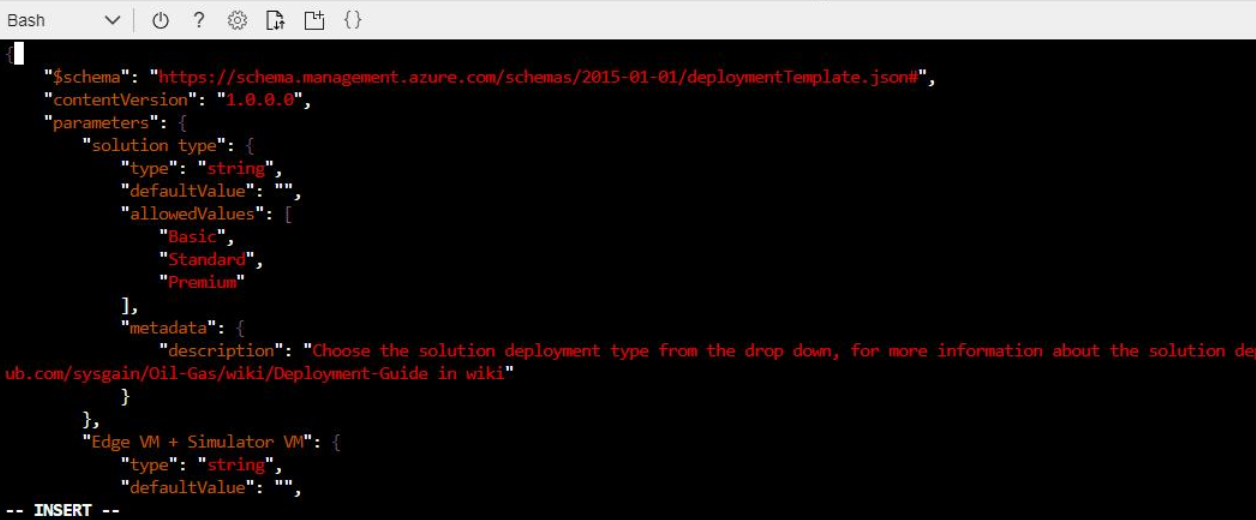 Bash
{
"$schema": "https://schema.management.azure.com/schemas/2015-01-01/deploymentTemplate.json#",
"contentVersion": "1.0.0.0",
"parameters": {
"solution type": {
"type": "string",
"defaultValue": "",
"allowedValues": [
"Basic",
"Standard",
"Premium"
],
"metadata": {
"description": "Choose the solution deployment type from the drop down, for more information about the solution
ub.com/sysgain/Oil-Gas/wiki/Deployment-Guide in wiki"
}
},
"Edge VM + Simulator VM": {
"type": "string",
"defaultValue": "",
-- INSERT --